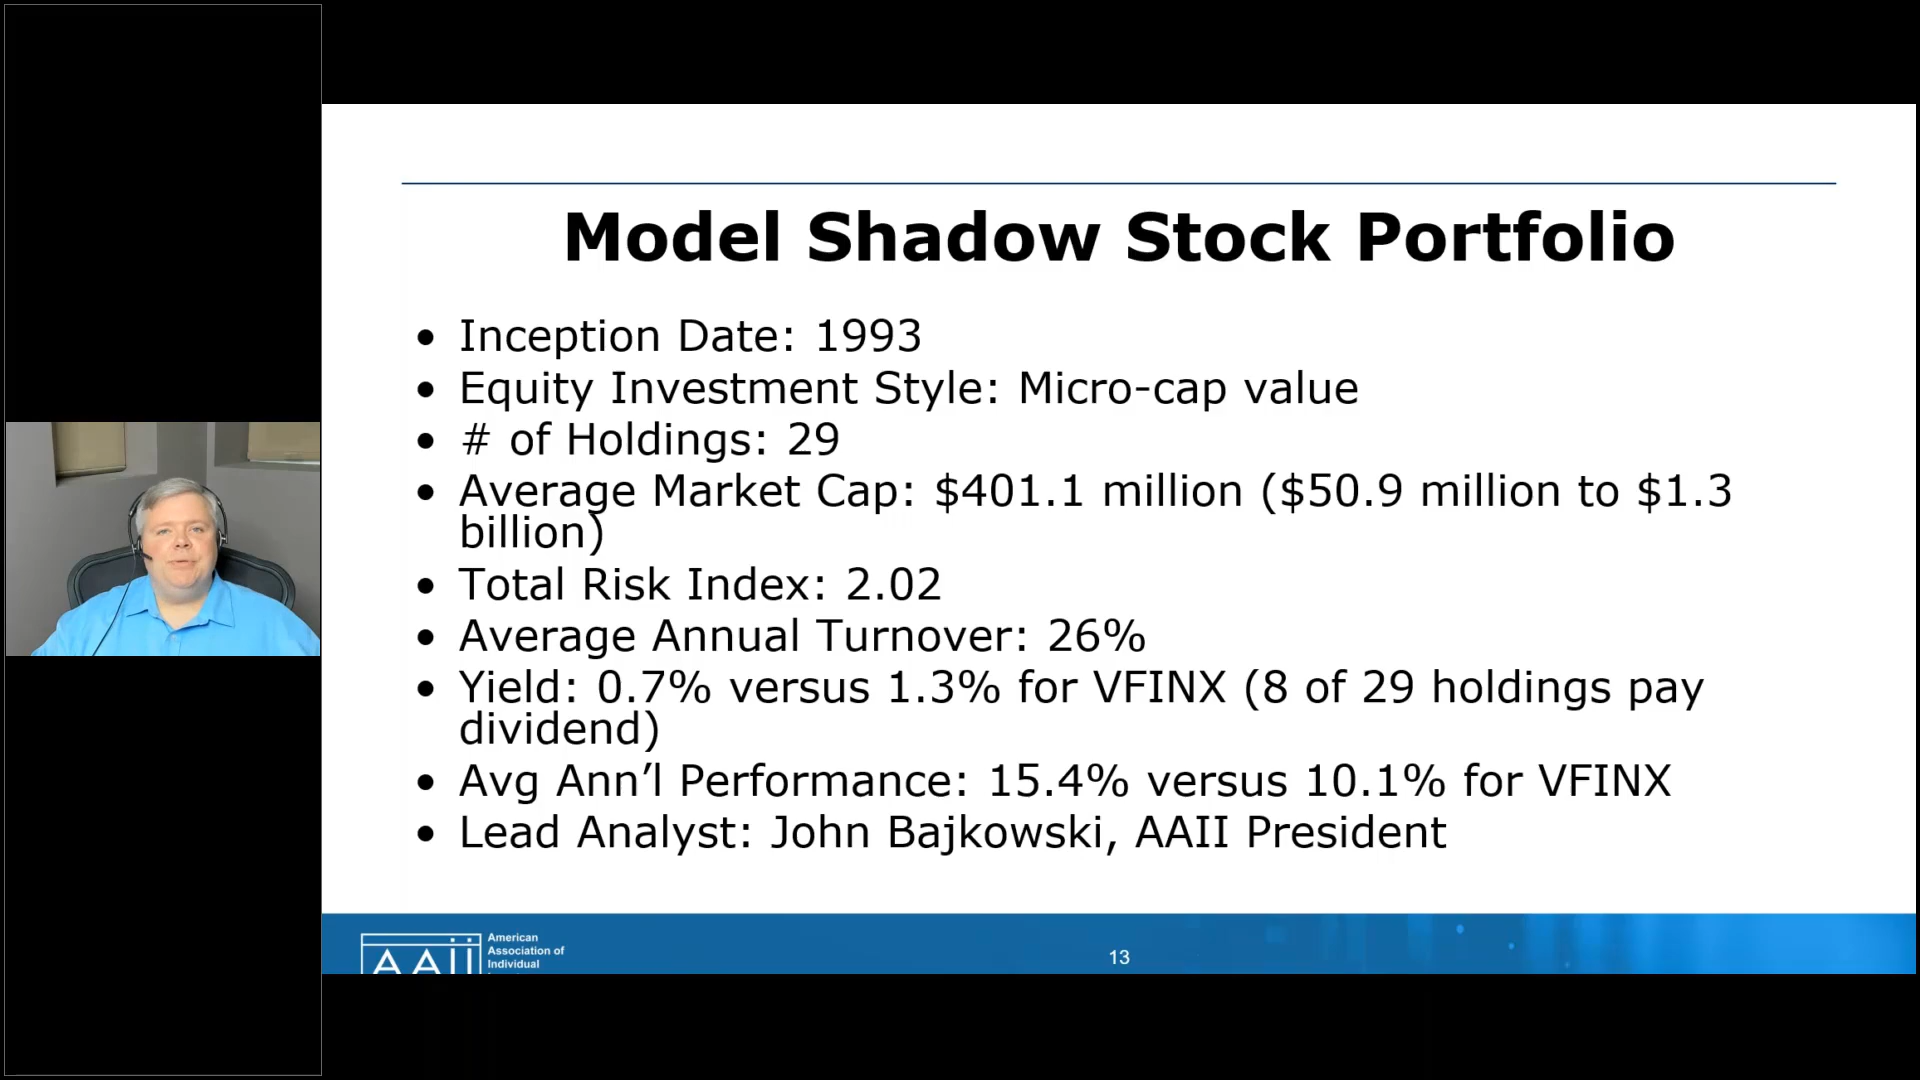 Model Shadow Stock Portfolio
• Inception Date: 1993
• Equity Investment Style: Micro-cap value
• # of Holdings: 29
• Average Market Cap: $401.1 million ($50.9 million to $1.3
billion)
• Total Risk Index: 2.02
• Average Annual Turnover: 26%
• Yield: 0.7% versus 1.3% for VFINX (8 of 29 holdings pay
dividend)
• Avg Ann’l Performance: 15.4% versus 10.1% for VFINX
• Lead Analyst: John Bajkowski, AAII President
AAII
American
Association of
Individual
13